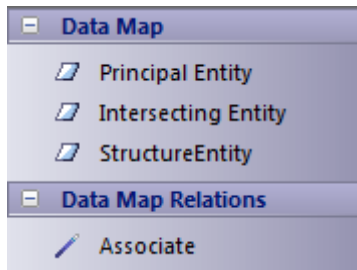 Data Map
Principal Entity
Intersecting Entity
StructureEntity
Data Map Relations
Associate